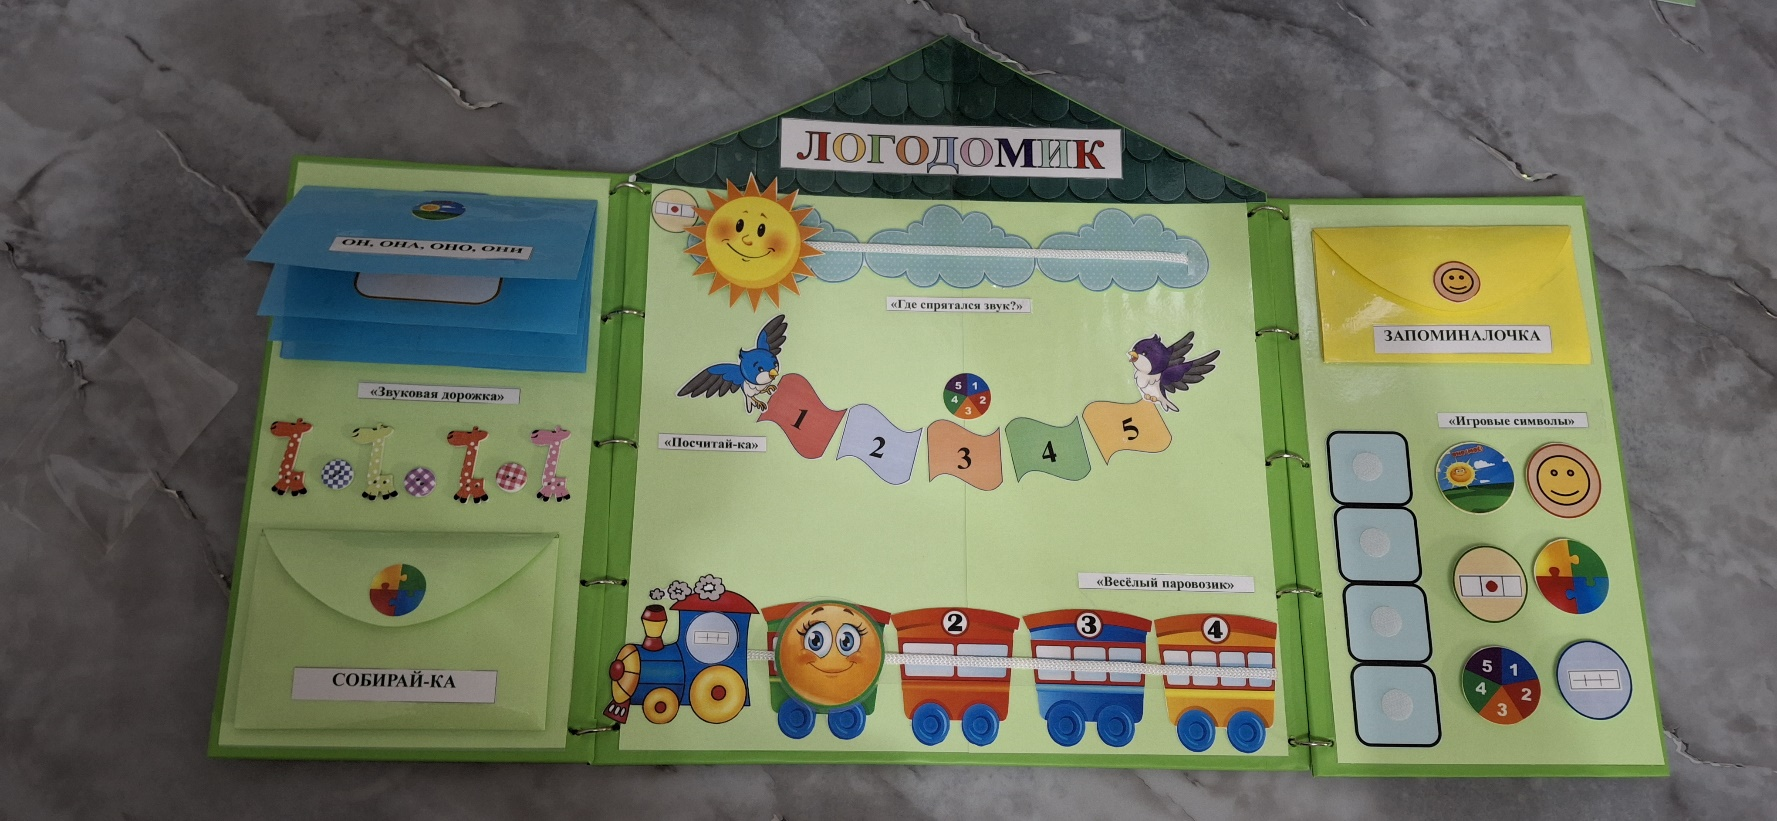 ЛОГОДОМИК
ОН, ОНА, ОНО, ОНИ
«Звуковая дорожка»
СОБИРАЙ-КА
«Где спрятался звук?»
5 1
4 2
3
1 2 3 4 5
«Посчитай-ка»
«Весёлый паровозик»
2 3 4
ЗАПОМИНАЛОЧКА
«Игровые символы»
5 1
4 2
3